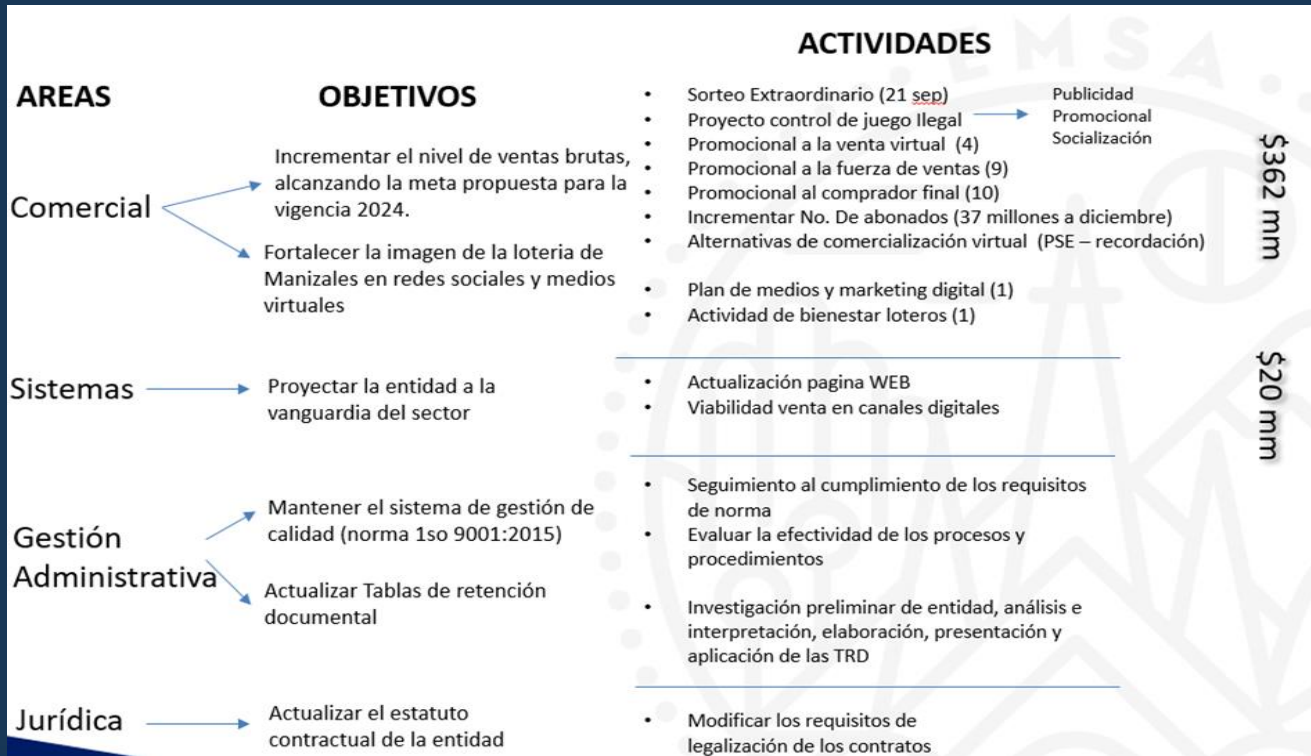 ACTIVIDADES
AREAS
OBJETIVOS
• Sorteo Extraordinario (21 sep)
• Proyecto control de juego Ilegal
Publicidad
Promocional
Socialización
• Promocional a la venta virtual (4)
• Promocional a la fuerza de ventas (9)
• Promocional al comprador final (10)
• Incrementar No. De abonados (37 millones a diciembre)
• Alternativas de comercialización virtual (PSE – recordación)
• Plan de medios y marketing digital (1)
• Actividad de bienestar loteros (1)
Comercial
Incrementar el nivel de ventas brutas,
alcanzando la meta propuesta para la
vigencia 2024.
Fortalecer la imagen de la loteria de
Manizales en redes sociales y medios
virtuales
$362 mm
Sistemas
Proyectar la entidad a la
vanguardia del sector
• Actualización pagina WEB
• Viabilidad venta en canales digitales
$20 mm
Gestión
Administrativa
Mantener el sistema de gestión de
calidad (norma 1so 9001:2015)
Actualizar Tablas de retención
documental
• Seguimiento al cumplimiento de los requisitos
de norma
• Evaluar la efectividad de los procesos y
procedimientos
• Investigación preliminar de entidad, análisis e
interpretación, elaboración, presentación y
aplicación de las TRD
Jurídica
Actualizar el estatuto
contractual de la entidad
• Modificar los requisitos de
legalización de los contratos
EMSA